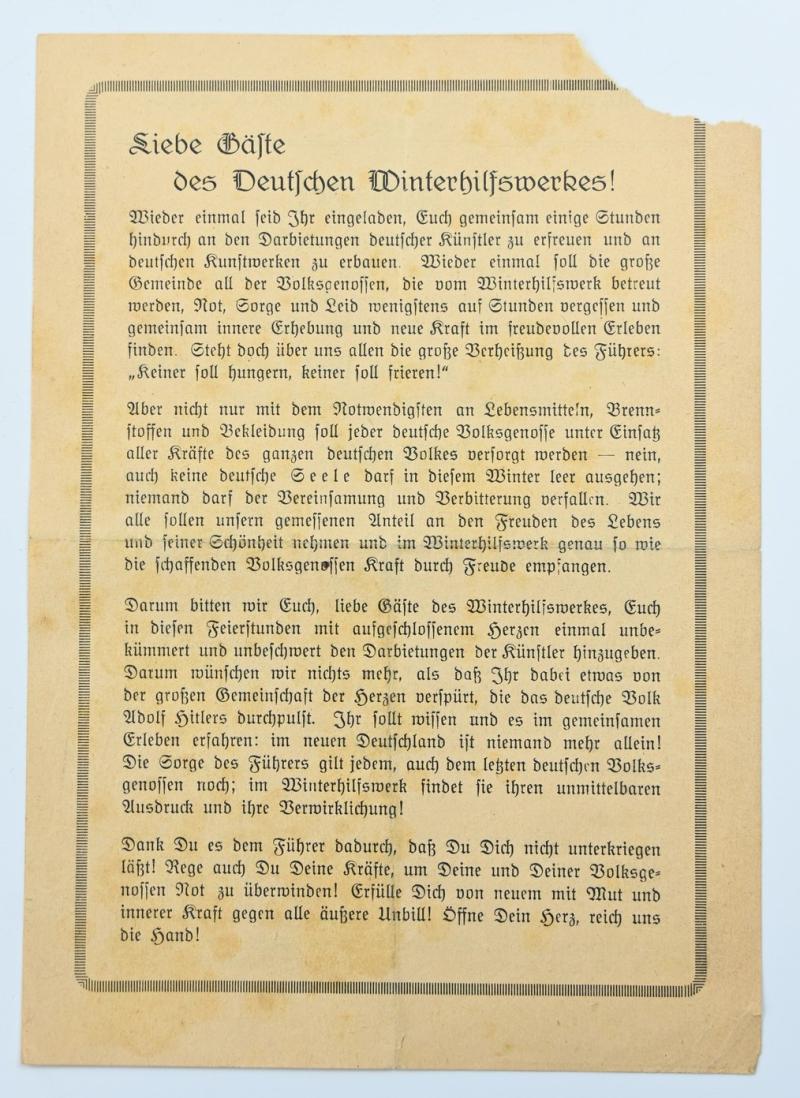 Liebe Gäste
des Deutschen Winterhilfswerkes!
Wieder einmal seid Ihr eingeladen, Euch gemeinsam einige Stunden
hindurch an den Darbietungen deutscher Künstler zu erfreuen und an
deutschen Kunstwerken zu erbauen. Wieder einmal soll die große
Gemeinde all der Volksgenossen, die vom Winterhilfswerk betreut
werden, Not, Sorge und Leid wenigstens auf Stunden vergessen und
gemeinsam innere Erhebung und neue Kraft im freudevollen Erleben
finden. Steht doch über uns allen die große Verheißung des Führers:
„Keiner soll hungern, keiner soll frieren!“
Aber nicht nur mit dem Notwendigsten an Lebensmitteln, Brenn-
stoffen und Bekleidung soll jeder deutsche Volksgenosse unter Einsatz
aller Kräfte des ganzen deutschen Volkes versorgt werden — nein,
auch keine deutsche Seele darf in diesem Winter leer ausgehen;
niemand darf der Vereinsamung und Verbitterung verfallen. Wir
alle sollen unsern gemessenen Anteil an den Freuden des Lebens
und seiner Schönheit nehmen und im Winterhilfswerk genau so wie
die schaffenden Volksgenossen Kraft durch Freude empfangen.
Darum bitten wir Euch, liebe Gäste des Winterhilfswerkes, Euch
in diesen Feierstunden mit aufgeschlossenem Herzen einmal unbe-
kümmert und unbeschwert den Darbietungen der Künstler hinzugeben.
Darum wünschen wir nichts mehr, als daß Ihr dabei etwas von
der großen Gemeinschaft der Herzen verspürt, die das deutsche Volk
Adolf Hitlers durchpulst. Ihr sollt wissen und es im gemeinsamen
Erleben erfahren: im neuen Deutschland ist niemand mehr allein!
Die Sorge des Führers gilt jedem, auch dem letzten deutschen Volks-
genossen noch; im Winterhilfswerk findet sie ihren unmittelbaren
Ausdruck und ihre Verwirklichung!
Dank Du es dem Führer dadurch, daß Du Dich nicht unterkriegen
läßt! Rege auch Du Deine Kräfte, um Deine und Deiner Volksge-
nossen Not zu überwinden! Erfülle Dich von neuem mit Mut und
innerer Kraft gegen alle äußere Unbill! Öffne Dein Herz, reich uns
die Hand!